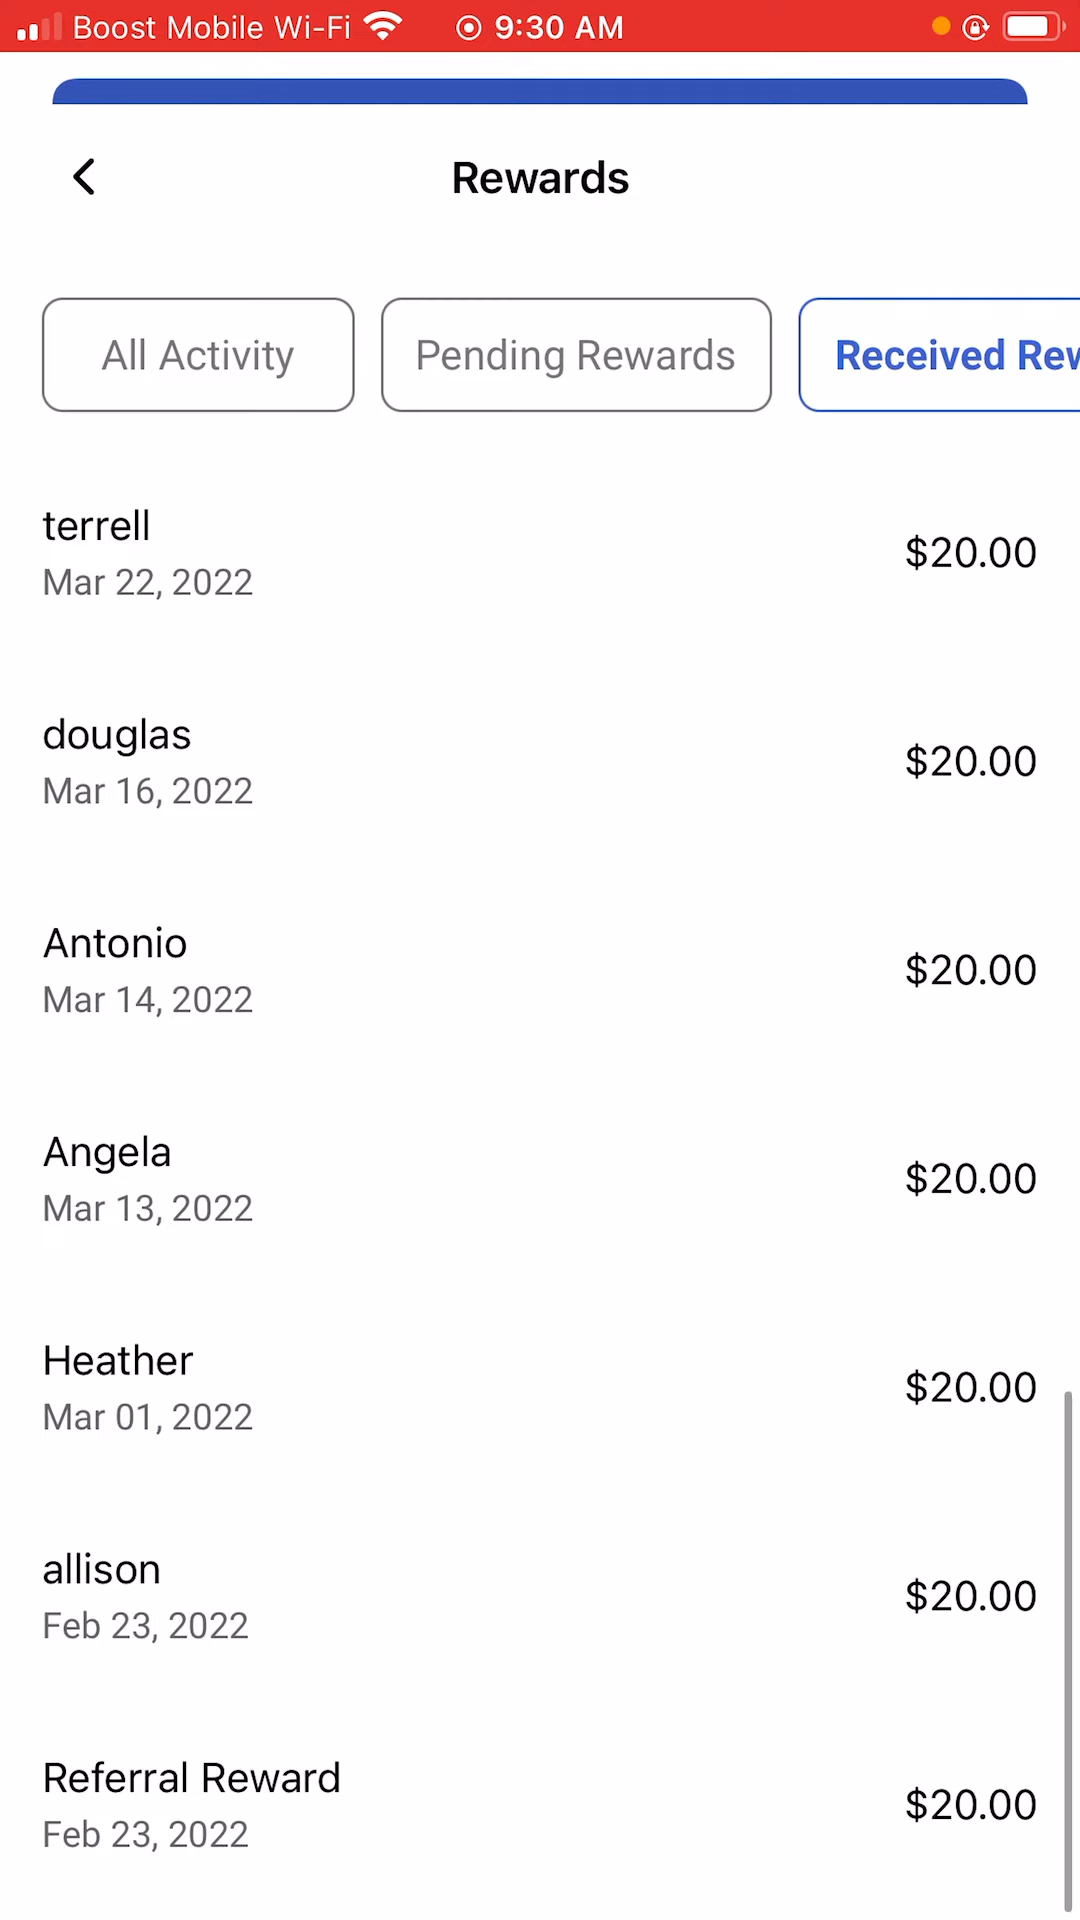 Boost Mobile Wi-Fi 9:30 AM
Rewards
All Activity
Pending Rewards
Received Rew
terrell
$20.00
Mar 22, 2022
douglas
$20.00
Mar 16, 2022
Antonio
$20.00
Mar 14, 2022
Angela
$20.00
Mar 13, 2022
Heather
$20.00
Mar 01, 2022
allison
$20.00
Feb 23, 2022
Referral Reward
$20.00
Feb 23, 2022